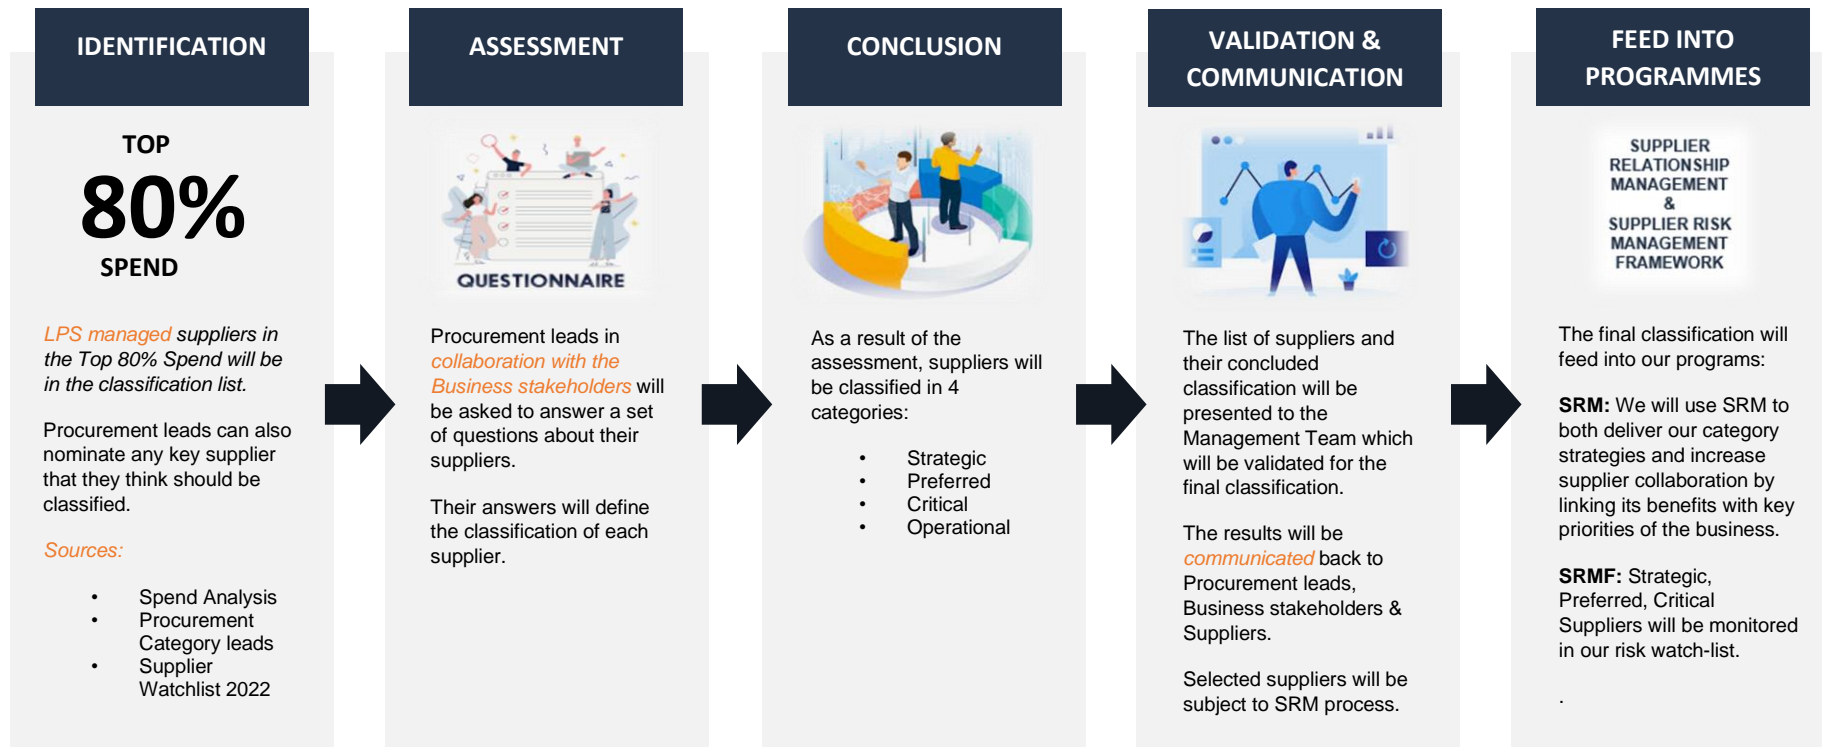 IDENTIFICATION
TOP
80%
SPEND
LPS managed suppliers in
the Top 80% Spend will be
in the classification list.
Procurement leads can also
nominate any key supplier
that they think should be
classified.
Sources:
• Spend Analysis
• Procurement
Category leads
• Supplier
Watchlist 2022
ASSESSMENT
QUESTIONNAIRE
Procurement leads in
collaboration with the
Business stakeholders will
be asked to answer a set
of questions about their
suppliers.
Their answers will define
the classification of each
supplier.
CONCLUSION
As a result of the
assessment, suppliers will
be classified in 4
categories:
• Strategic
• Preferred
• Critical
• Operational
VALIDATION &
COMMUNICATION
The list of suppliers and
their concluded
classification will be
presented to the
Management Team which
will be validated for the
final classification.
The results will be
communicated back to
Procurement leads,
Business stakeholders &
Suppliers.
Selected suppliers will be
subject to SRM process.
FEED INTO
PROGRAMMES
SUPPLIER
RELATIONSHIP
MANAGEMENT
&
SUPPLIER RISK
MANAGEMENT
FRAMEWORK
The final classification will
feed into our programs:
SRM: We will use SRM to
both deliver our category
strategies and increase
supplier collaboration by
linking its benefits with key
priorities of the business.
SRMF: Strategic,
Preferred, Critical
Suppliers will be monitored
in our risk watch-list.
.